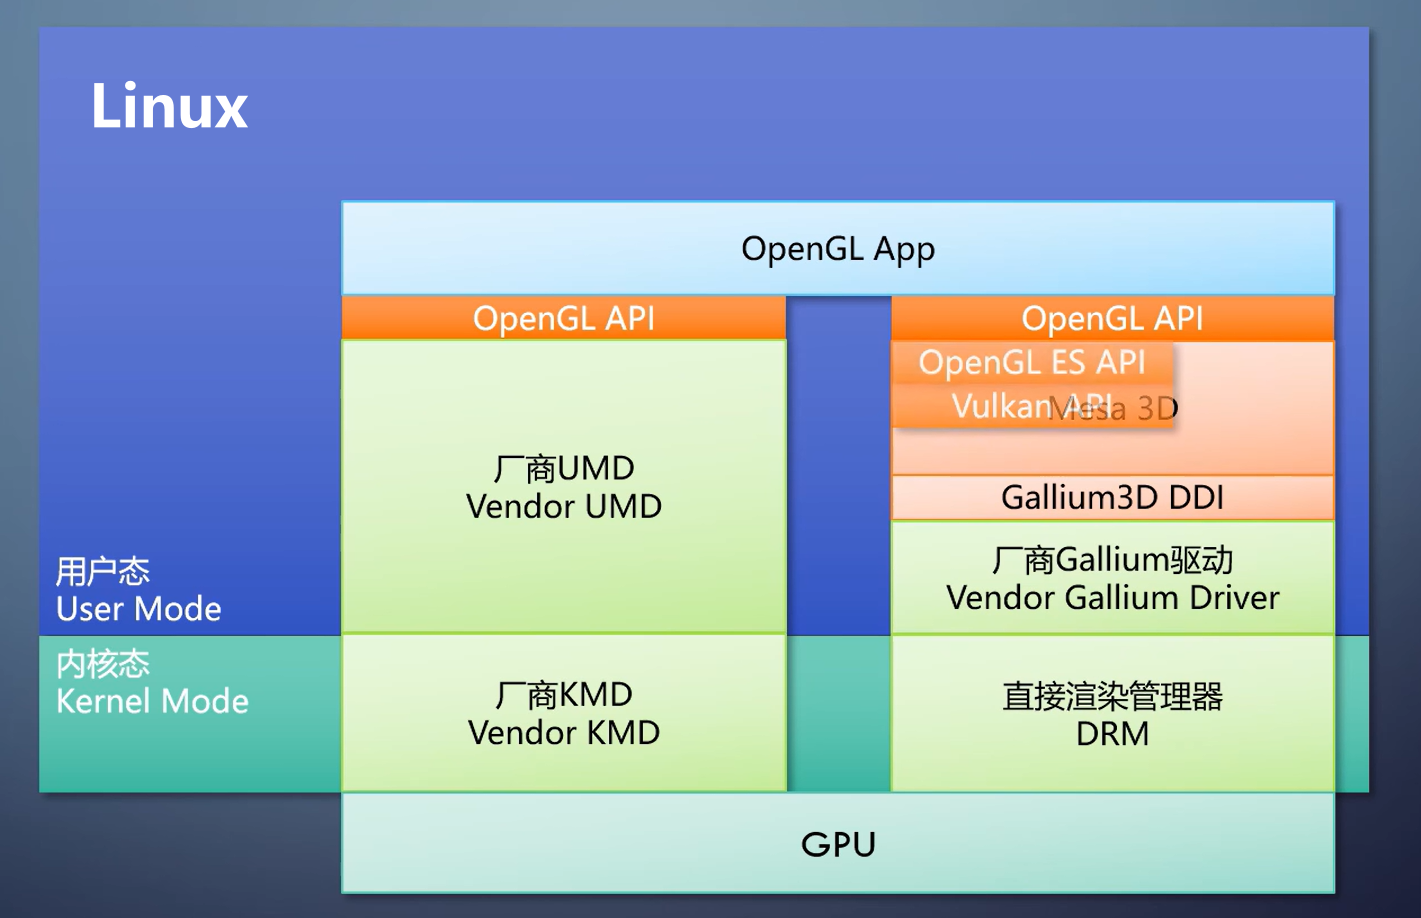 Linux
OpenGL App
OpenGL API
OpenGL API
OpenGL ES API
Vulkan API
Mesa 3D
Gallium3D DDI
厂商UMD
Vendor UMD
厂商Gallium驱动
Vendor Gallium Driver
用户态
User Mode
内核态
Kernel Mode
厂商KMD
Vendor KMD
直接渲染管理器
DRM
GPU